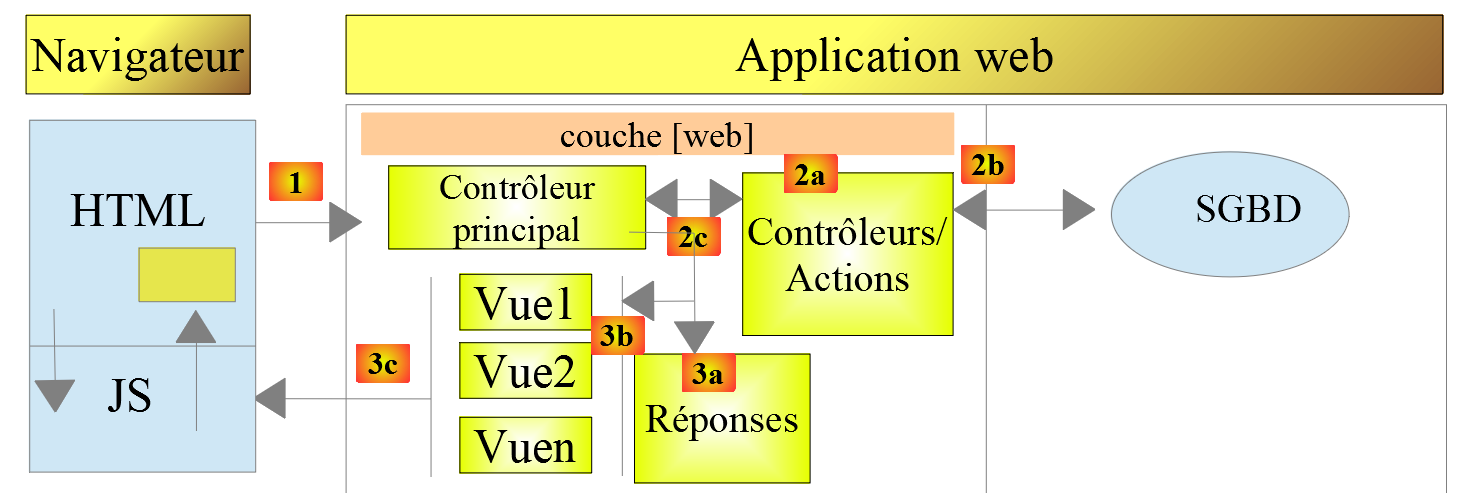 Navigateur
Application web
couche [web]
1
2a
2b
Contrôleur
principal
HTML
2c
Contrôleurs/
Actions
SGBD
Vue1
3b
3c
Vue2
3a
JS
Réponses
Vuen